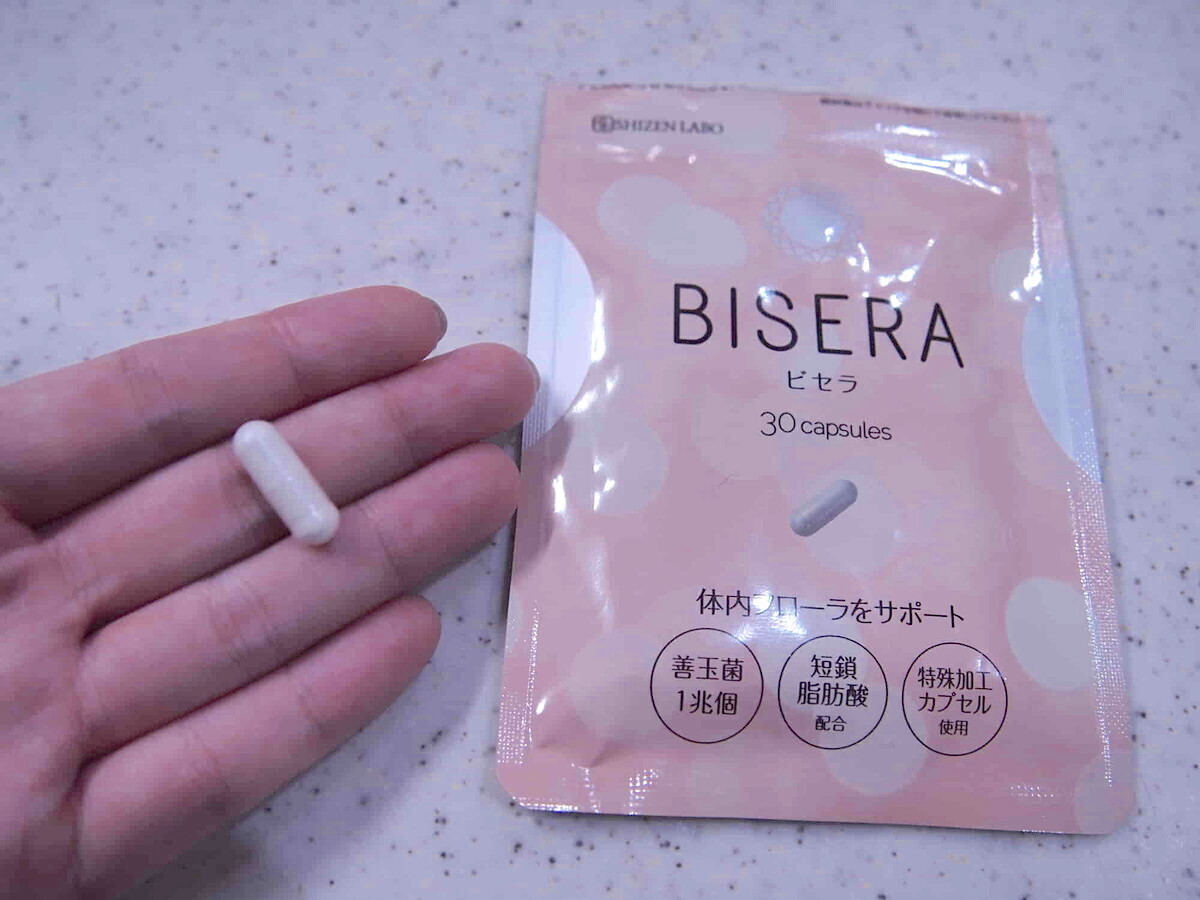 SHIZEN LABO
BISERA
ビセラ
30 capsules
体内フローラをサポート
善玉菌
1兆個
短鎖
脂肪酸
配合
特殊加工
カプセル
使用